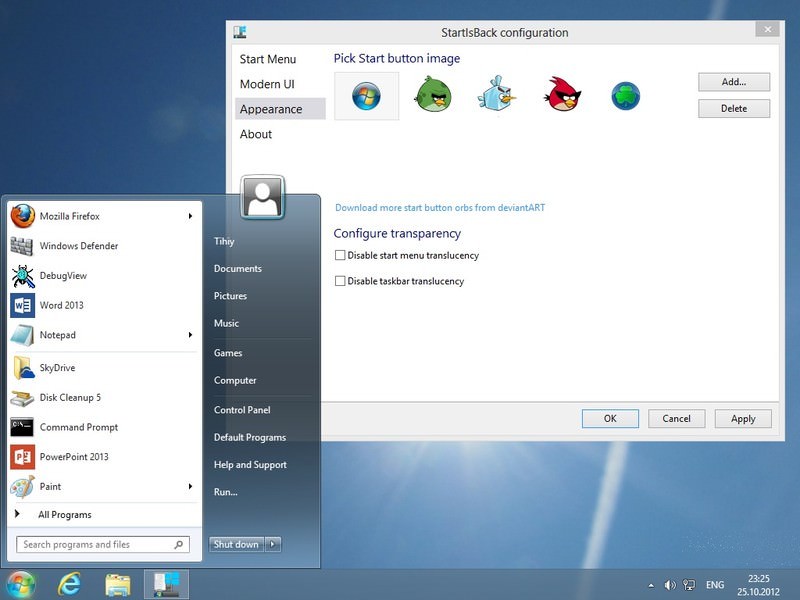 StartIsBack configuration
Start Menu
Modern UI
Appearance
About
Pick Start button image
Add...
Delete
Download more start button orbs from deviantART
Configure transparency
Disable start menu translucency
Disable taskbar translucency
OK
Cancel
Apply
Mozilla Firefox
Windows Defender
DebugView
Word 2013
Notepad
SkyDrive
Disk Cleanup 5
Command Prompt
PowerPoint 2013
Paint
All Programs
Search programs and files
Tihiy
Documents
Pictures
Music
Games
Computer
Control Panel
Default Programs
Help and Support
Run...
Shut down
ENG
23:25
25.10.2012